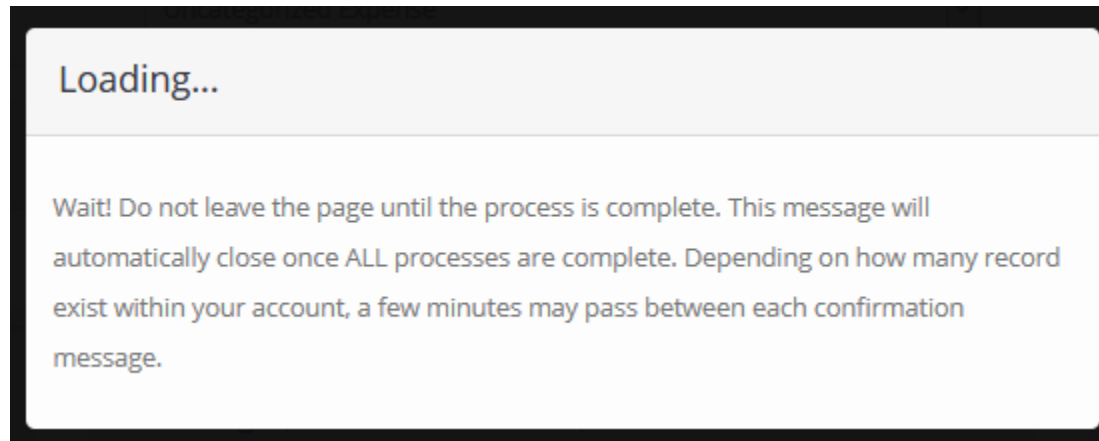 Uncategorized Expense
Loading...
Wait! Do not leave the page until the process is complete. This message will
automatically close once ALL processes are complete. Depending on how many record
exist within your account, a few minutes may pass between each confirmation
message.